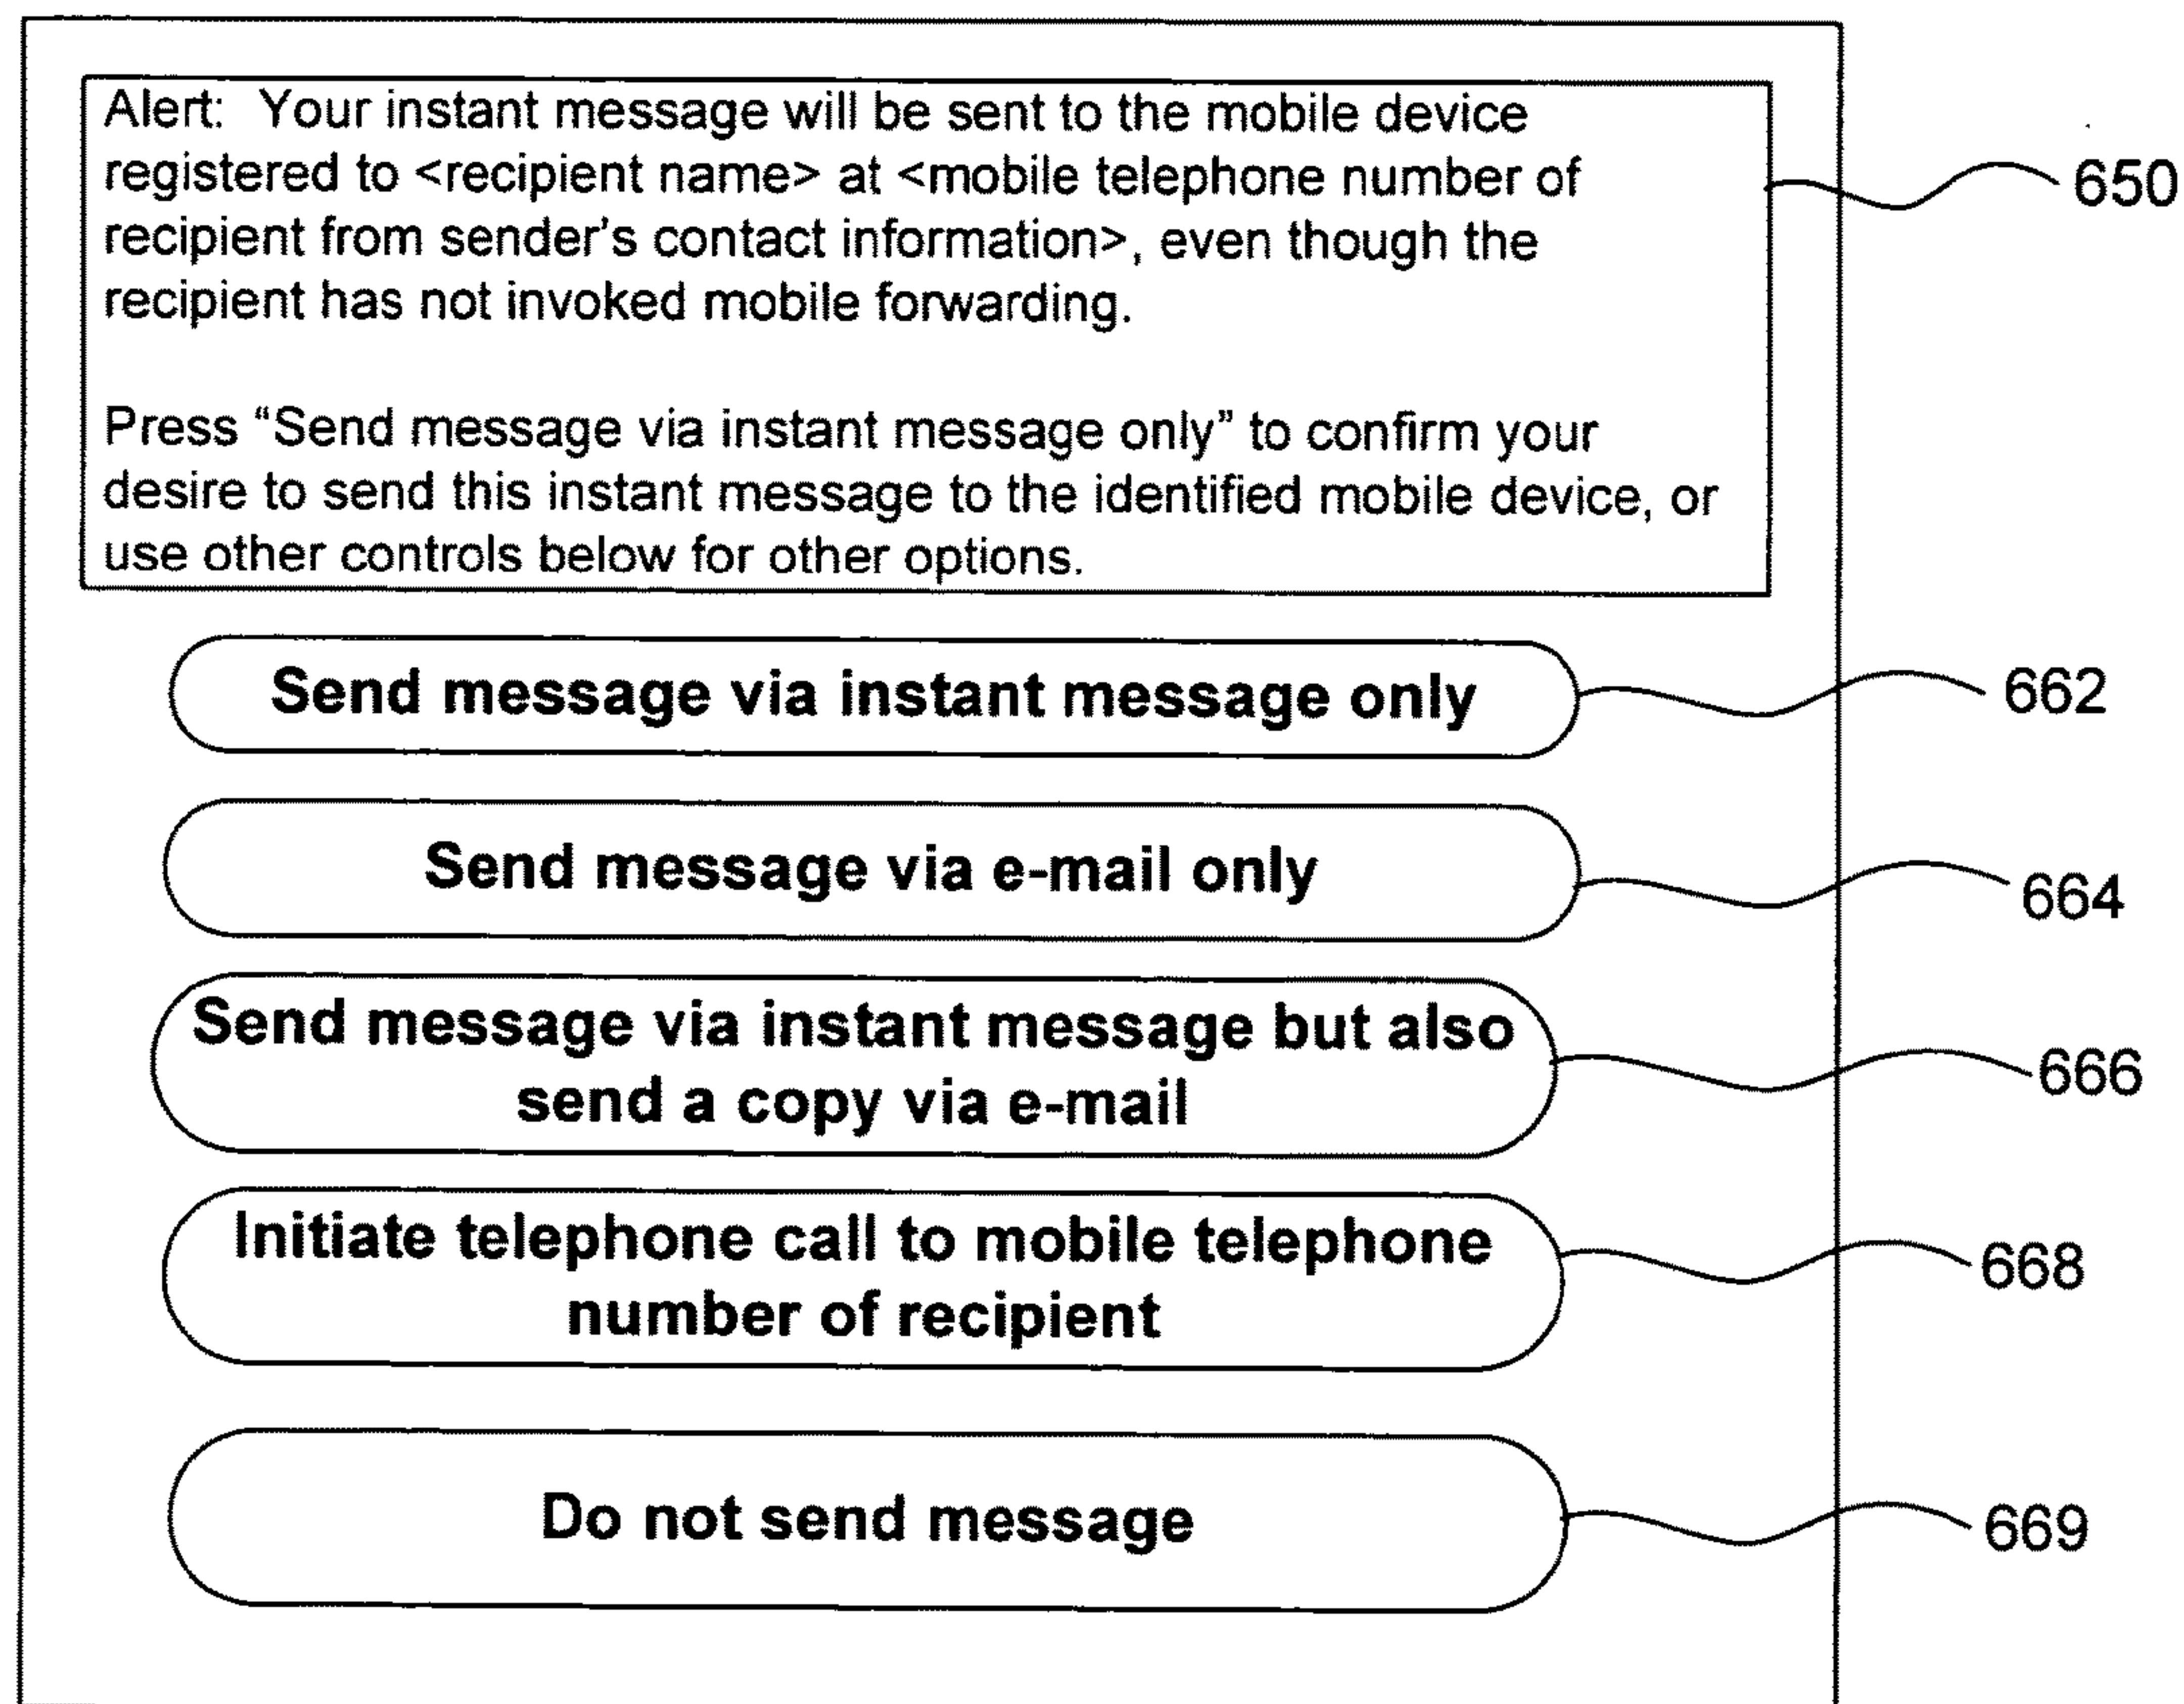 Alert: Your instant message will be sent to the mobile device
registered to <recipient name> at <mobile telephone number of
recipient from sender's contact information>, even though the
recipient has not invoked mobile forwarding.
Press “Send message via instant message only” to confirm your
desire to send this instant message to the identified mobile device, or
use other controls below for other options.
650
Send message via instant message only
662
Send message via e-mail only
664
Send message via instant message but also
send a copy via e-mail
666
Initiate telephone call to mobile telephone
number of recipient
668
Do not send message
669